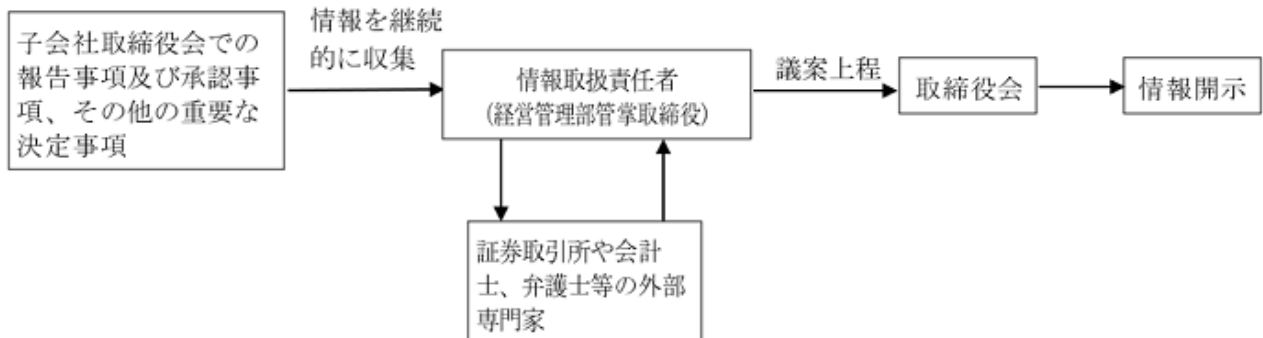 子会社取締役会での
報告事項及び承認事
項、その他の重要な
決定事項
情報を継続
的に収集
情報取扱責任者
(経営管理部管掌取締役)
議案上程
取締役会
情報開示
証券取引所や会計
士、弁護士等の外部
専門家